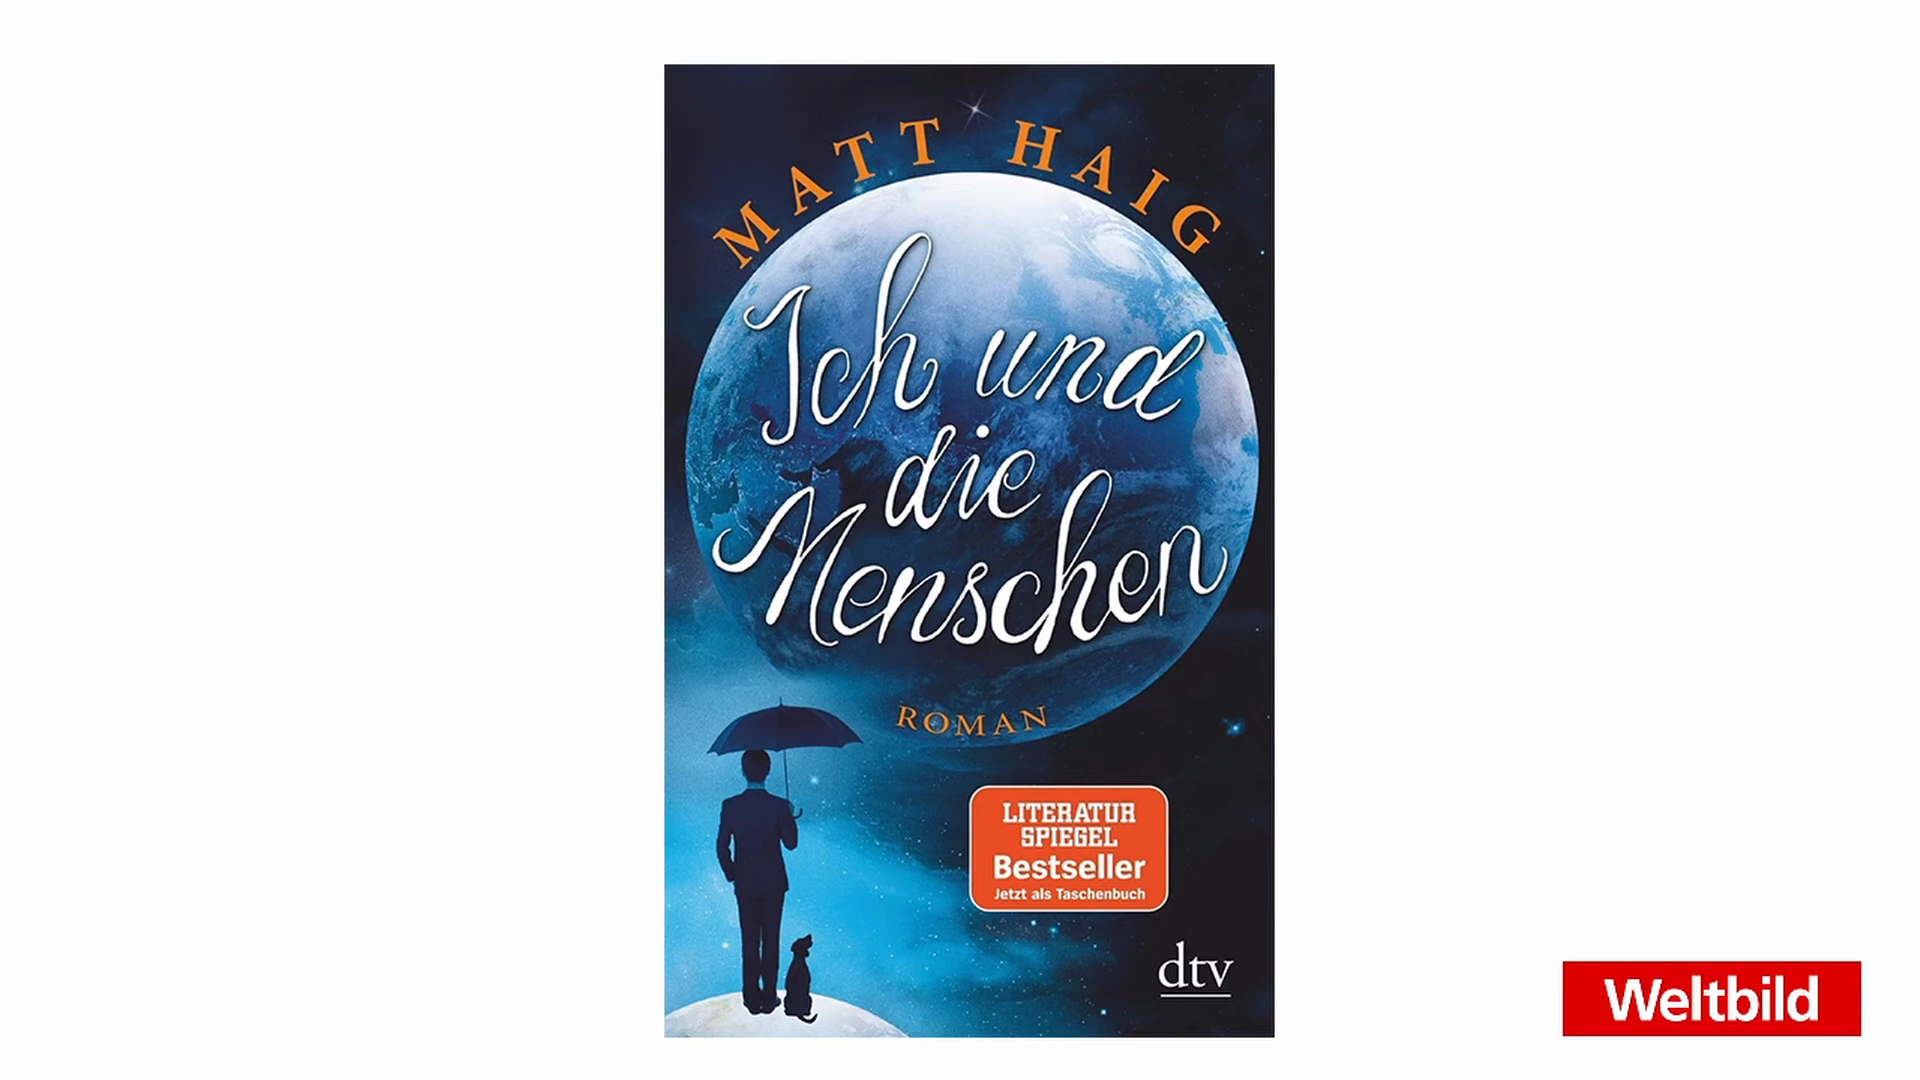 MATT HAIG
Ich und
die
Menschen
ROMAN
LITERATUR
SPIEGEL
Bestseller
Jetzt als Taschenbuch
dtv
Weltbild